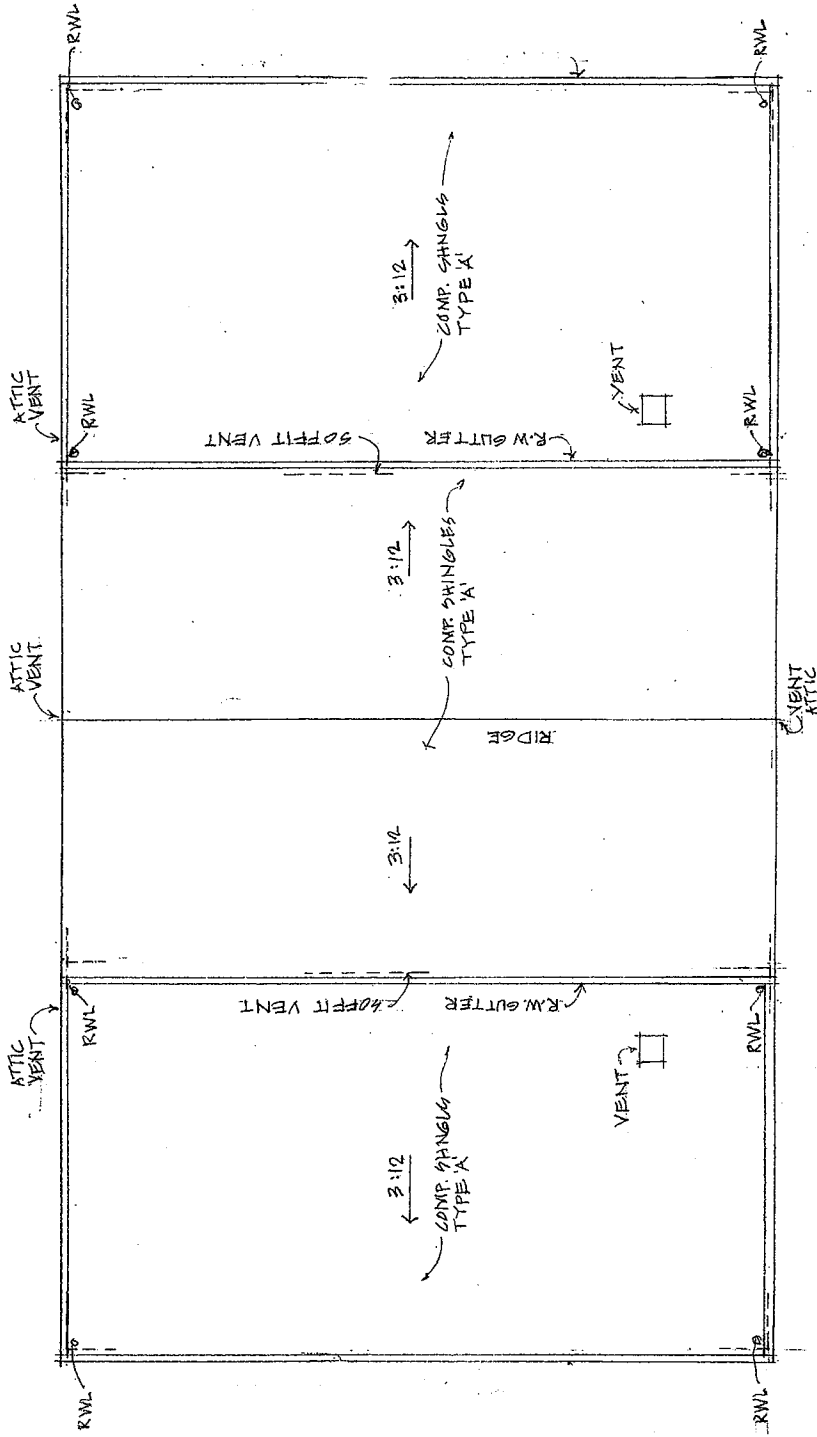 RWL
RWL
COMP. SHNGLS
TYPE 'A'
3:12
ATTIC
VENT
RWL
VENT
RWL
SOFFIT VENT
R.W. GUTTER
3:12
COMP. SHINGLES
TYPE 'A'
ATTIC
VENT
RIDGE
VENT
ATTIC
3:12
ATTIC
VENT
RWL
SOFFIT VENT
R.W. GUTTER
RWL
VENT
3:12
COMP. SHNGLS
TYPE 'A'
RWL
RWL